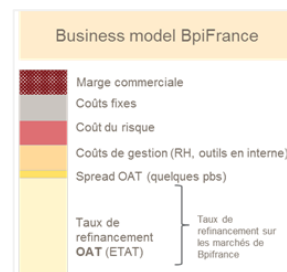 Business model BpiFrance
Marge commerciale
Coûts fixes
Coût du risque
Coûts de gestion (RH, outils en interne)
Spread OAT (quelques pbs)
Taux de
refinancement
OAT (ETAT)
Taux de
refinancement sur
les marchés de
Bpifrance